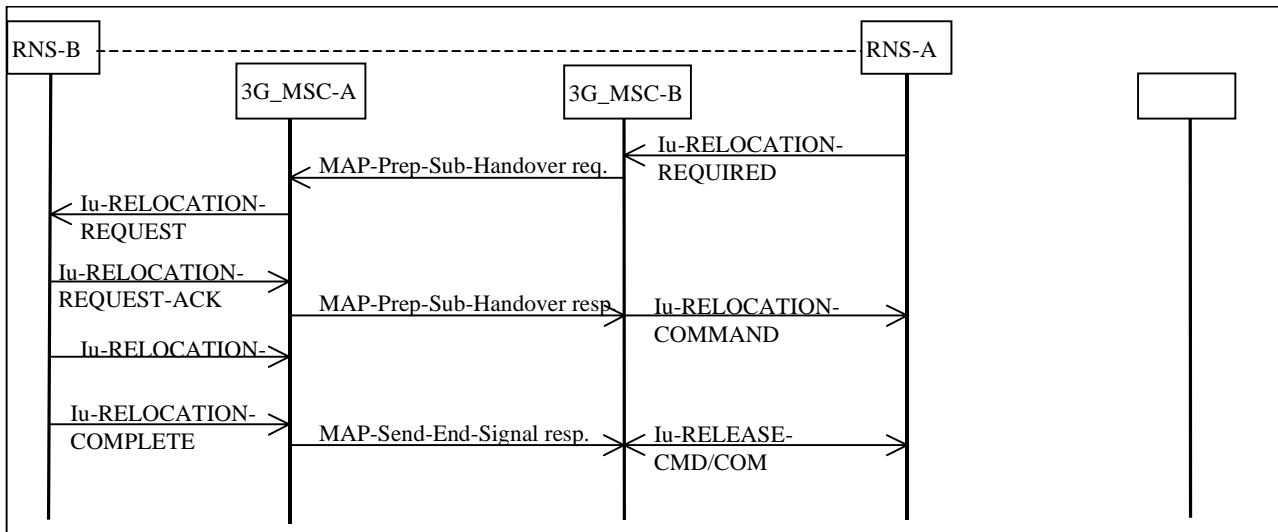 RNS-B
RNS-A
3G_MSC-A
3G_MSC-B
Iu-RELOCATION-
REQUIRED
MAP-Prep-Sub-Handover req.
Iu-RELOCATION-
REQUEST
Iu-RELOCATION-
REQUEST-ACK
MAP-Prep-Sub-Handover resp
Iu-RELOCATION-
COMMAND
Iu-RELOCATION-
Iu-RELOCATION-
COMPLETE
MAP-Send-End-Signal resp.
Iu-RELEASE-
CMD/COM